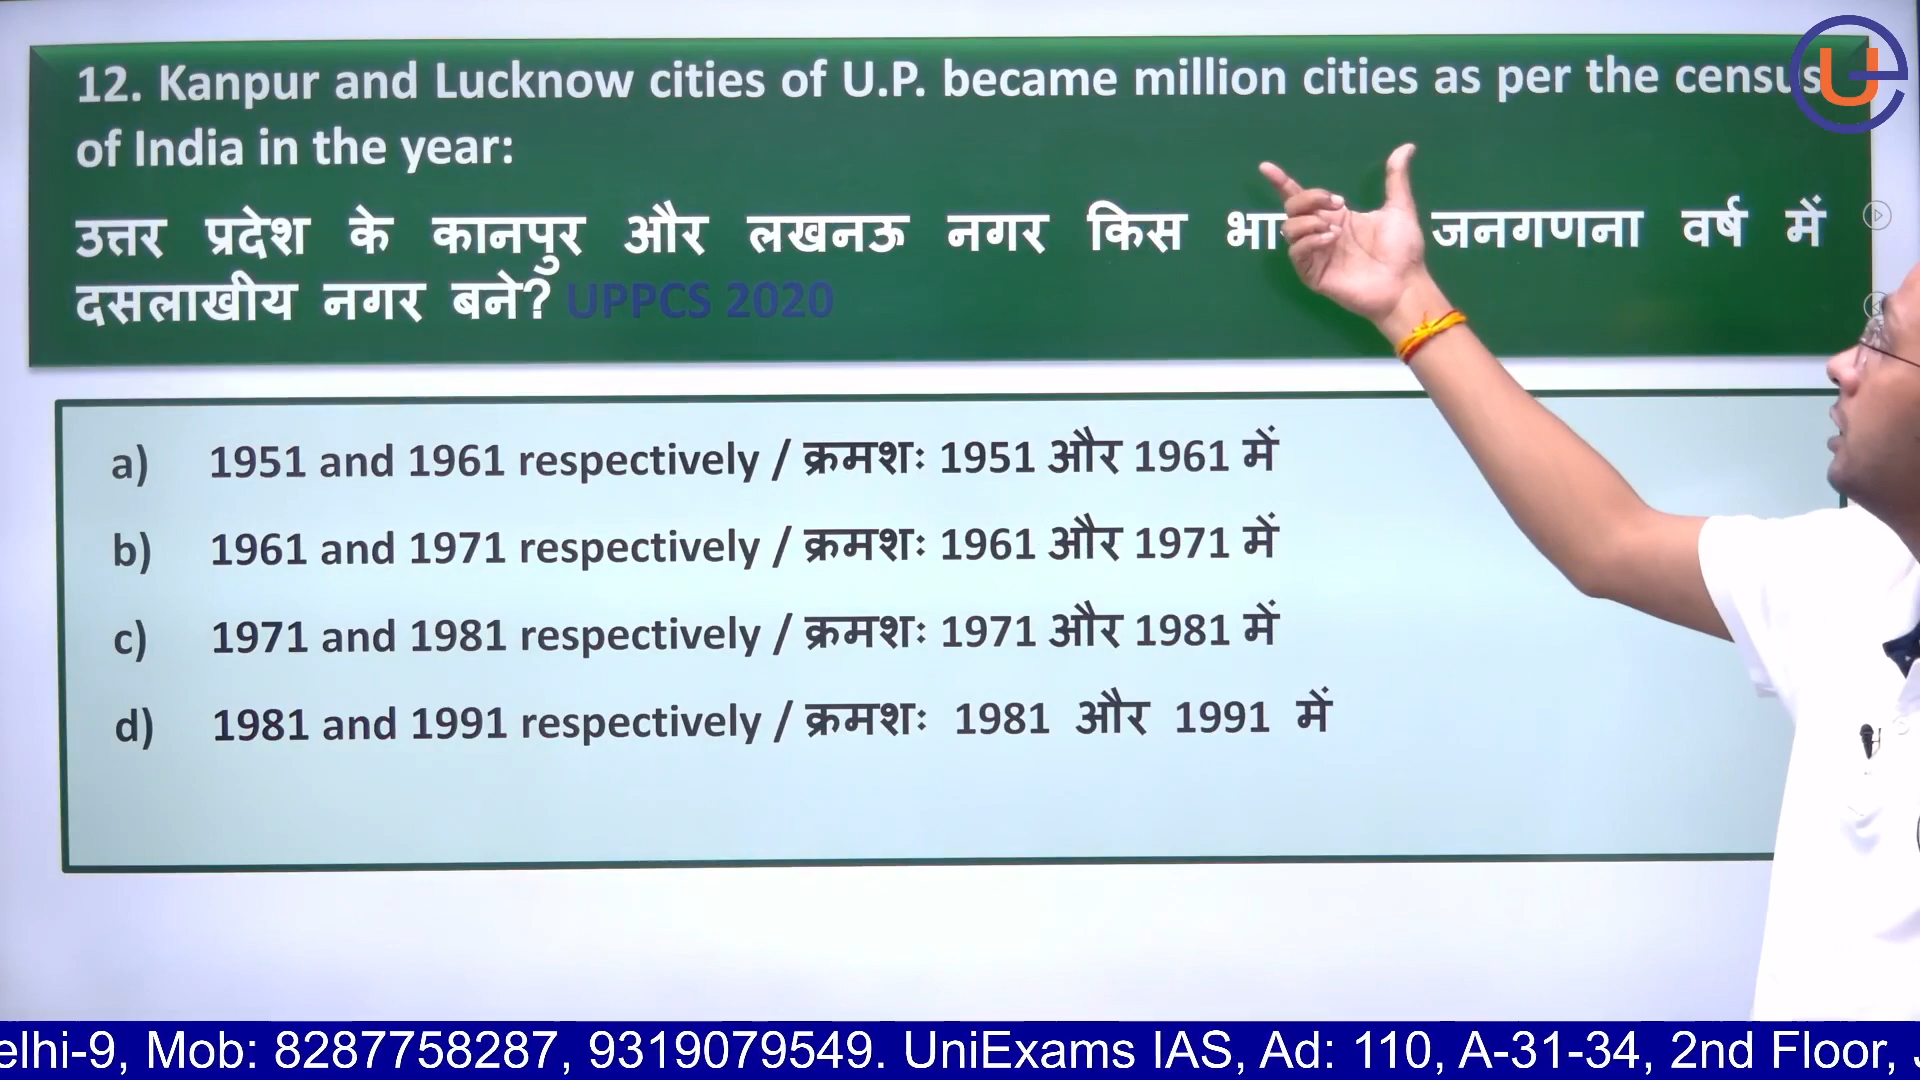 12. Kanpur and Lucknow cities of U.P. became million cities as per the census
of India in the year:
उत्तर प्रदेश के कानपुर और लखनऊ नगर किस जनगणना वर्ष में
दसलाखीय नगर बने? UPPCS 2020
a) 1951 and 1961 respectively / क्रमशः 1951 और 1961 में
b) 1961 and 1971 respectively / क्रमशः 1961 और 1971 में
c) 1971 and 1981 respectively / क्रमशः 1971 और 1981 में
d) 1981 and 1991 respectively / क्रमशः 1981 और 1991 में
elhi-9, Mob: 8287758287, 9319079549. UniExams IAS, Ad: 110, A-31-34, 2nd Floor,